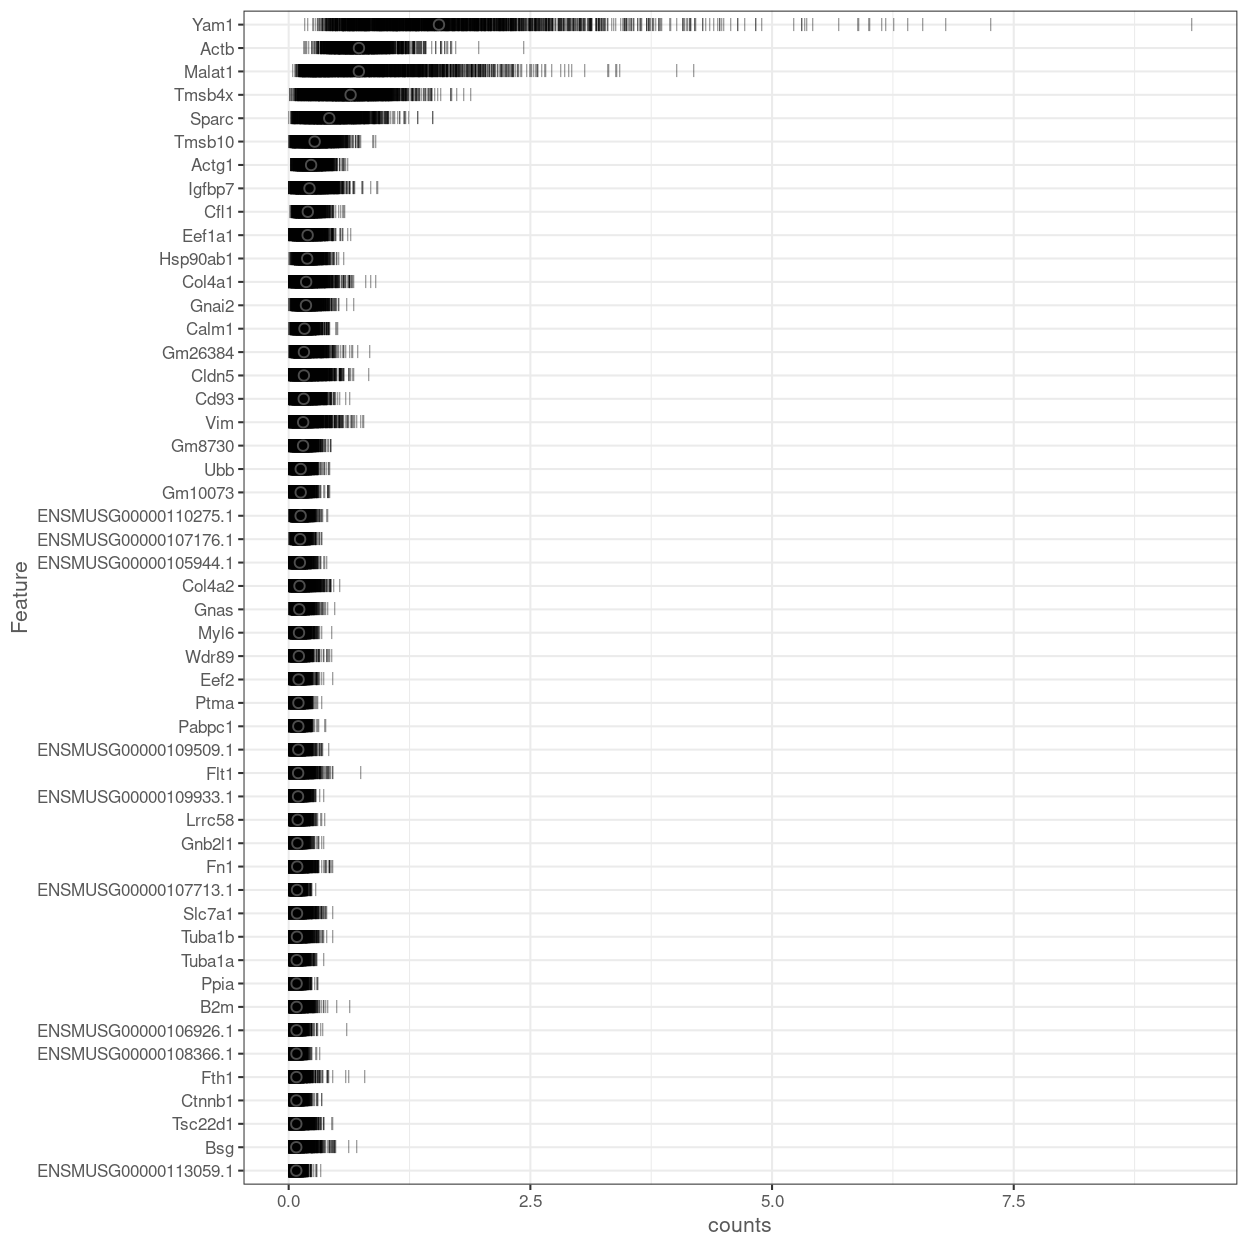 Yam1
Actb
Malat1
Tmsb4x
Sparc
Tmsb10
Actg1
Igfbp7
Cfl1
Eef1a1
Hsp90ab1
Col4a1
Gnai2
Calm1
Gm26384
Cldn5
Cd93
Vim
Gm8730
Ubb
Gm10073
ENSMUSG00000110275.1
ENSMUSG00000107176.1
ENSMUSG00000105944.1
Col4a2
Gnas
Myl6
Wdr89
Eef2
Ptma
Pabpc1
ENSMUSG00000109509.1
Flt1
ENSMUSG00000109933.1
Lrrc58
Gnb2l1
Fn1
ENSMUSG00000107713.1
Slc7a1
Tuba1b
Tuba1a
Ppia
B2m
ENSMUSG00000106926.1
ENSMUSG00000108366.1
Fth1
Ctnnb1
Tsc22d1
Bsg
ENSMUSG00000113059.1
Feature
0.0 2.5 5.0 7.5
counts